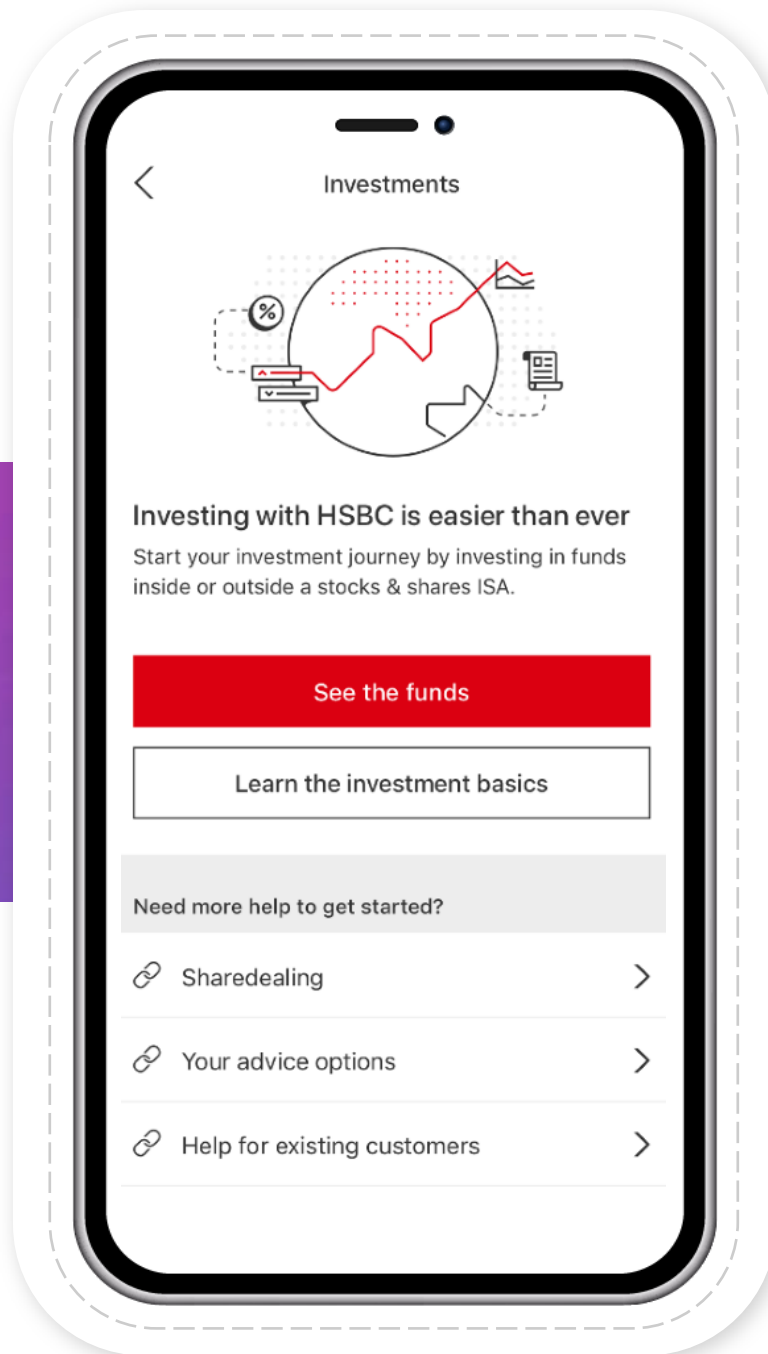 Investments
%
Investing with HSBC is easier than ever
Start your investment journey by investing in funds
inside or outside a stocks & shares ISA.
See the funds
Learn the investment basics
Need more help to get started?
Sharedealing
Your advice options
Help for existing customers